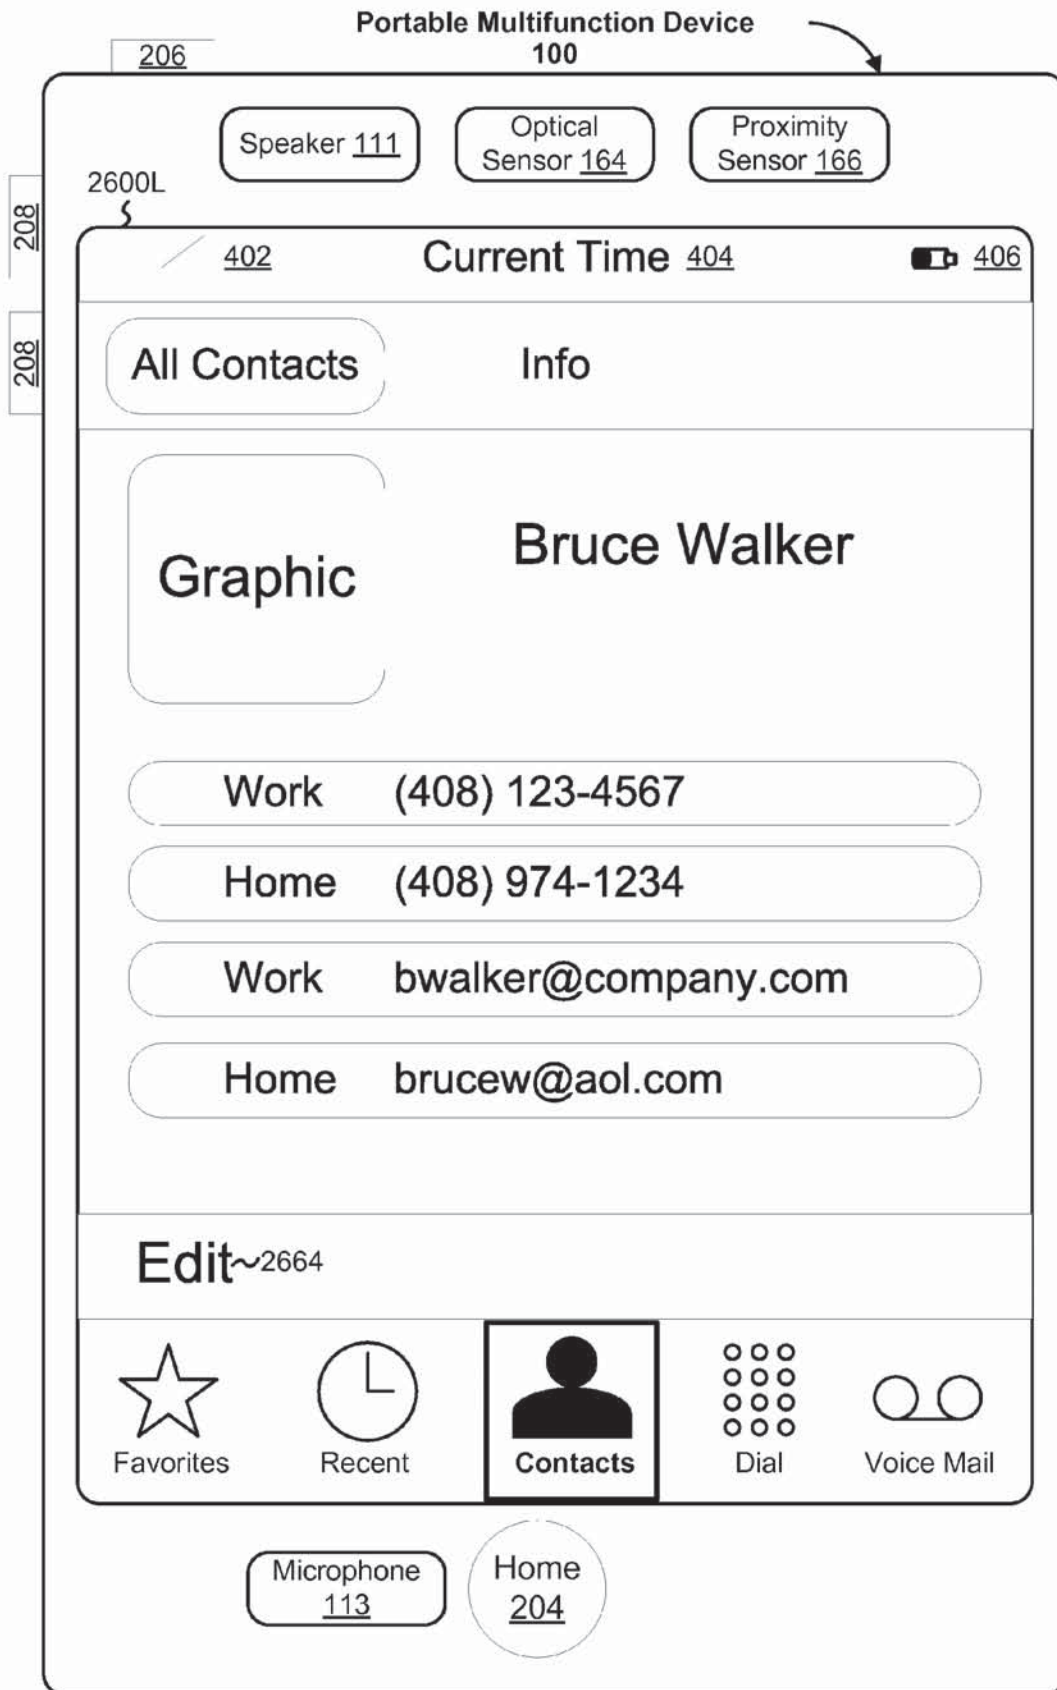 Portable Multifunction Device
100
206
Speaker 111
Optical
Sensor 164
Proximity
Sensor 166
2600L
208
402
Current Time 404
406
208
All Contacts
Info
Graphic
Bruce Walker
Work (408) 123-4567
Home (408) 974-1234
Work bwalker@company.com
Home brucew@aol.com
Edit~2664
Favorites
Recent
Contacts
Dial
Voice Mail
Microphone
113
Home
204